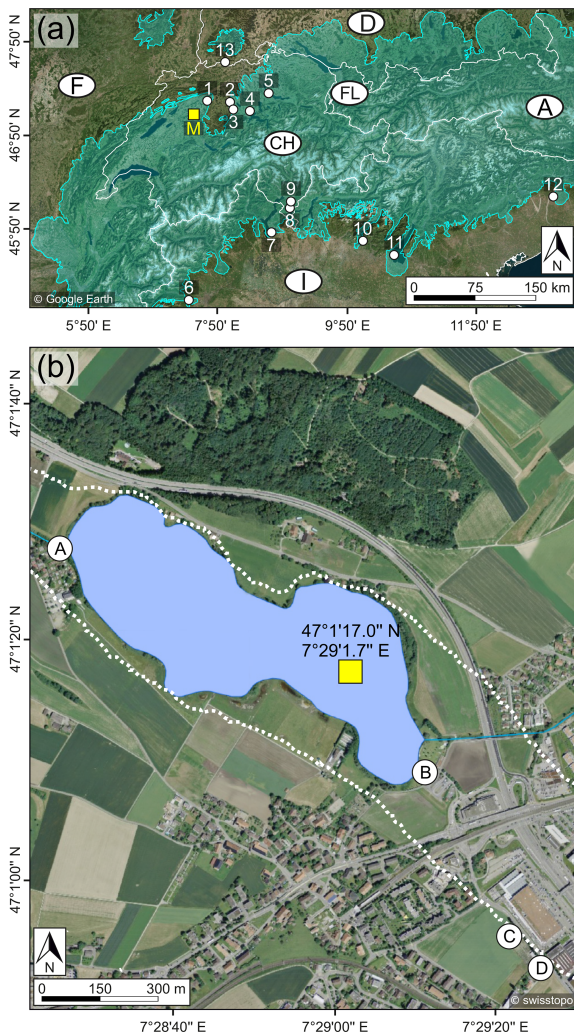 (a)
D
F
FL
A
CH
I
M
1
2
3
4
5
6
7
8
9
10
11
12
13
47°50'
46°50'
45°50'
N
0 75 150 km
© Google Earth
5°50' 7°50' 9°50' 11°50'
(b)
47°1'40" N
47°1'20" N
47°1'00" N
A
47°1'17.0" N
7°29'1.7" E
B
C
D
N
0 150 300 m
© swisstopo
7°28'40" 7°29'00" 7°29'20"